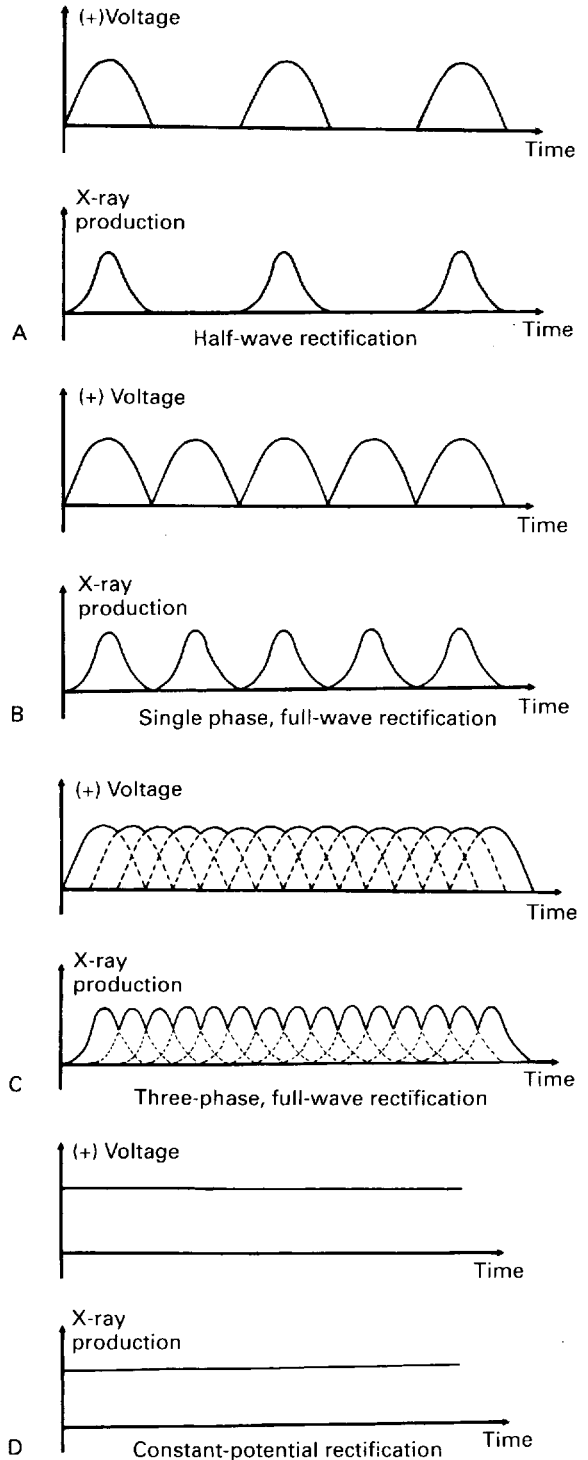 (+)Voltage
Time
X-ray
production
Time
A
Half-wave rectification
(+) Voltage
Time
X-ray
production
Time
B
Single phase, full-wave rectification
(+) Voltage
Time
X-ray
production
Time
C
Three-phase, full-wave rectification
(+) Voltage
Time
X-ray
production
Time
D
Constant-potential rectification